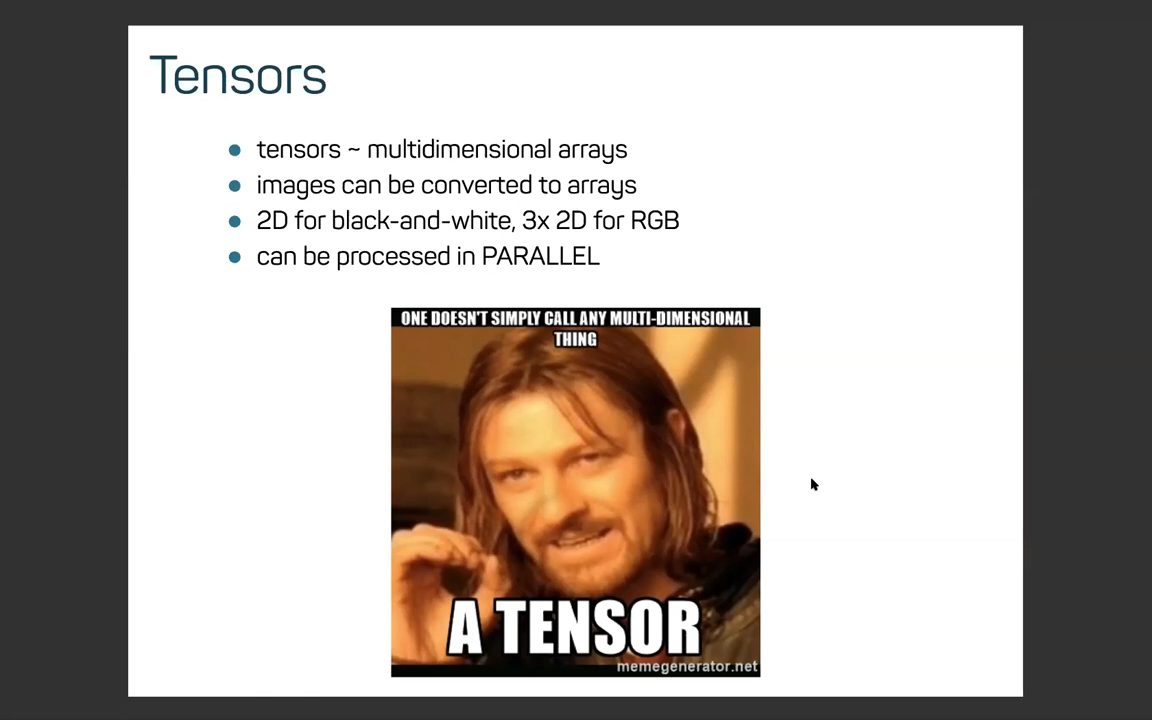 Tensors
tensors ~ multidimensional arrays
images can be converted to arrays
2D for black-and-white, 3x 2D for RGB
can be processed in PARALLEL
ONE DOESN'T SIMPLY CALL ANY MULTI-DIMENSIONAL
THING
A TENSOR
memegenerator.net